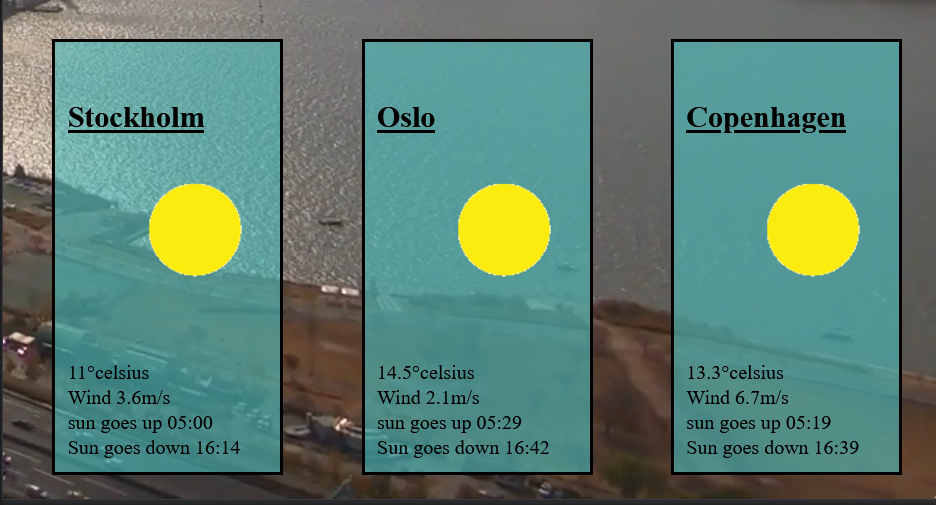 Stockholm
11°celsius
Wind 3.6m/s
sun goes up 05:00
Sun goes down 16:14
Oslo
14.5°celsius
Wind 2.1m/s
sun goes up 05:29
Sun goes down 16:42
Copenhagen
13.3°celsius
Wind 6.7m/s
sun goes up 05:19
Sun goes down 16:39